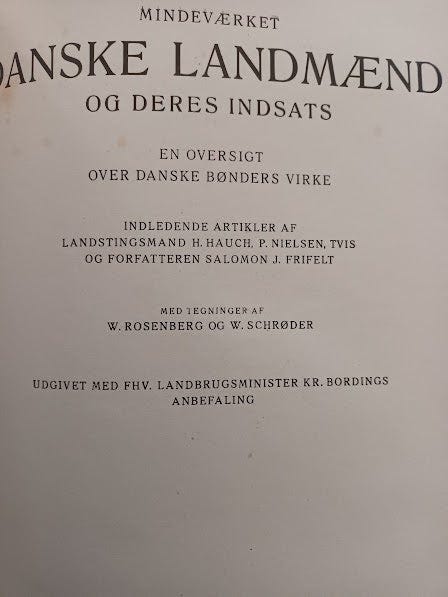 MINDEVÆRKET
DANSKE LANDMÆND
OG DERES INDSATS
EN OVERSIGT
OVER DANSKE BØNDERS VIRKE
INDLEDENDE ARTIKLER AF
LANDSTINGSMAND H. HAUCH, P. NIELSEN, TVIS
OG FORFATTEREN SALOMON J. FRIFELT
MED TEGNINGER AF
W. ROSENBERG OG W. SCHRØDER
UDGIVET MED FHV. LANDBRUGSMINISTER KR. BORDINGS
ANBEFALING